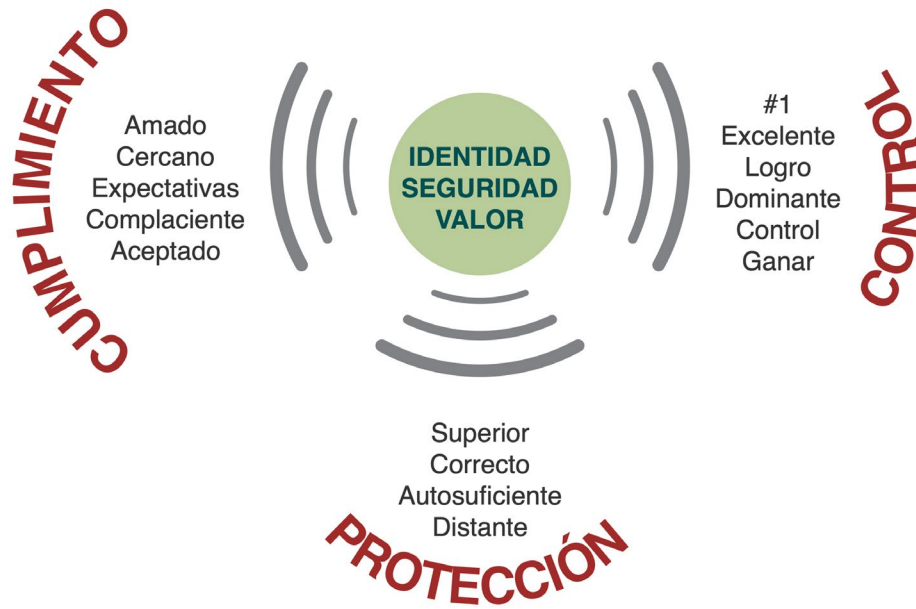 CUMPLIMIENTO
Amado
Cercano
Expectativas
Complaciente
Aceptado
IDENTIDAD
SEGURIDAD
VALOR
#1
Excelente
Logro
Dominante
Control
Ganar
CONTROL
Superior
Correcto
Autosuficiente
Distante
PROTECCIÓN